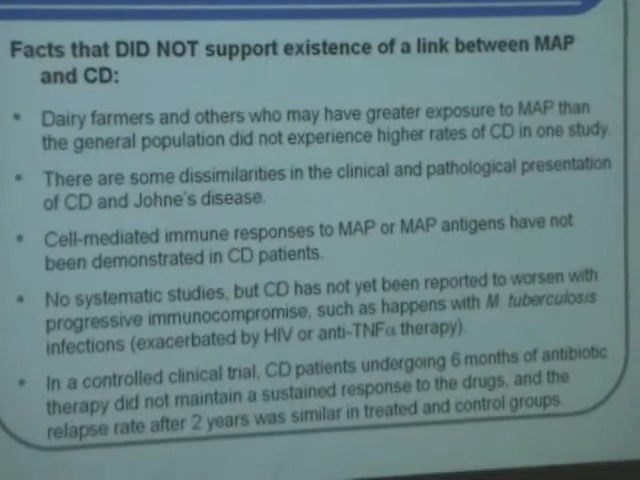 Facts that DID NOT support existence of a link between MAP
and CD:
• Dairy farmers and others who may have greater exposure to MAP than
the general population did not experience higher rates of CD in one study.
• There are some dissimilarities in the clinical and pathological presentation
of CD and Johne's disease.
• Cell-mediated immune responses to MAP or MAP antigens have not
been demonstrated in CD patients.
• No systematic studies, but CD has not yet been reported to worsen with
progressive immunocompromise, such as happens with M. tuberculosis
infections (exacerbated by HIV or anti-TNFα therapy).
• In a controlled clinical trial, CD patients undergoing 6 months of antibiotic
therapy did not maintain a sustained response to the drugs, and the
relapse rate after 2 years was similar in treated and control groups.